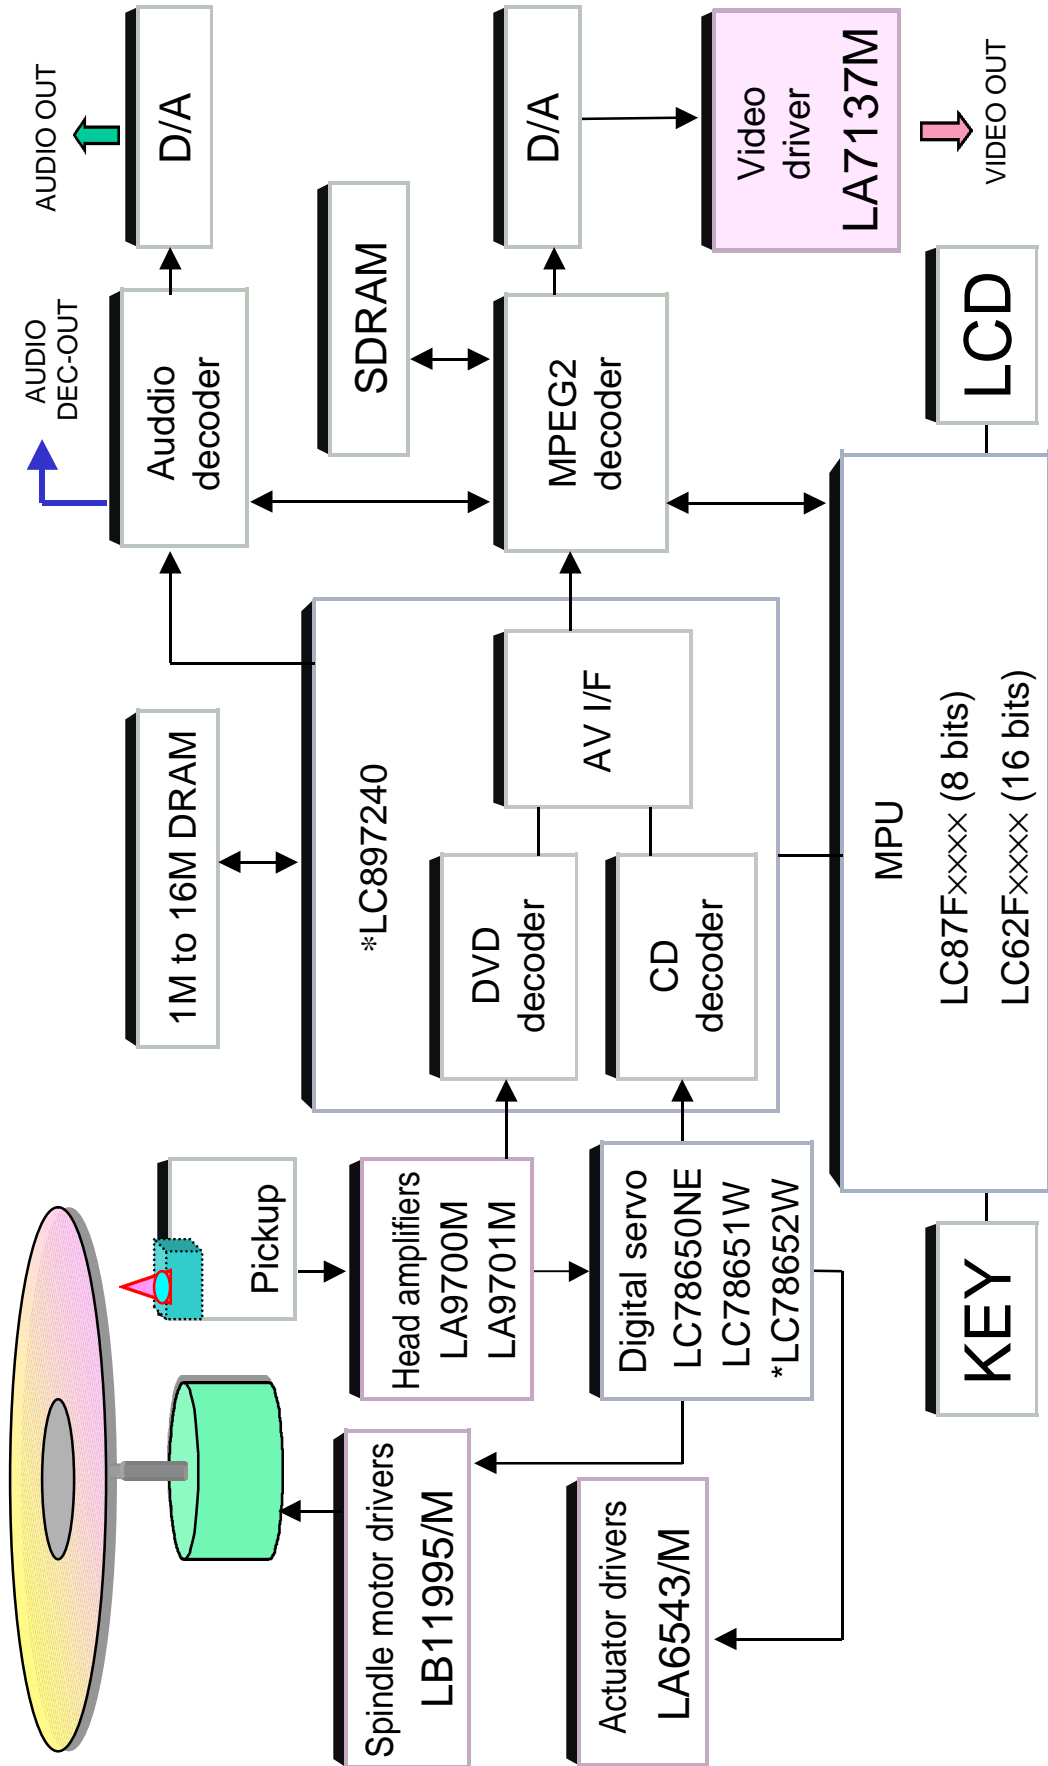 Spindle motor drivers
LB11995/M
Actuator drivers
LA6543/M
Pickup
Head amplifiers
LA9700M
LA9701M
Digital servo
LC78650NE
LC78651W
*LC78652W
KEY
1M to 16M DRAM
*LC897240
DVD
decoder
CD
decoder
AV I/F
MPU
LC87F×××× (8 bits)
LC62F×××× (16 bits)
AUDIO
DEC-OUT
Auddio
decoder
SDRAM
MPEG2
decoder
LCD
AUDIO OUT
D/A
D/A
Video
driver
LA7137M
VIDEO OUT